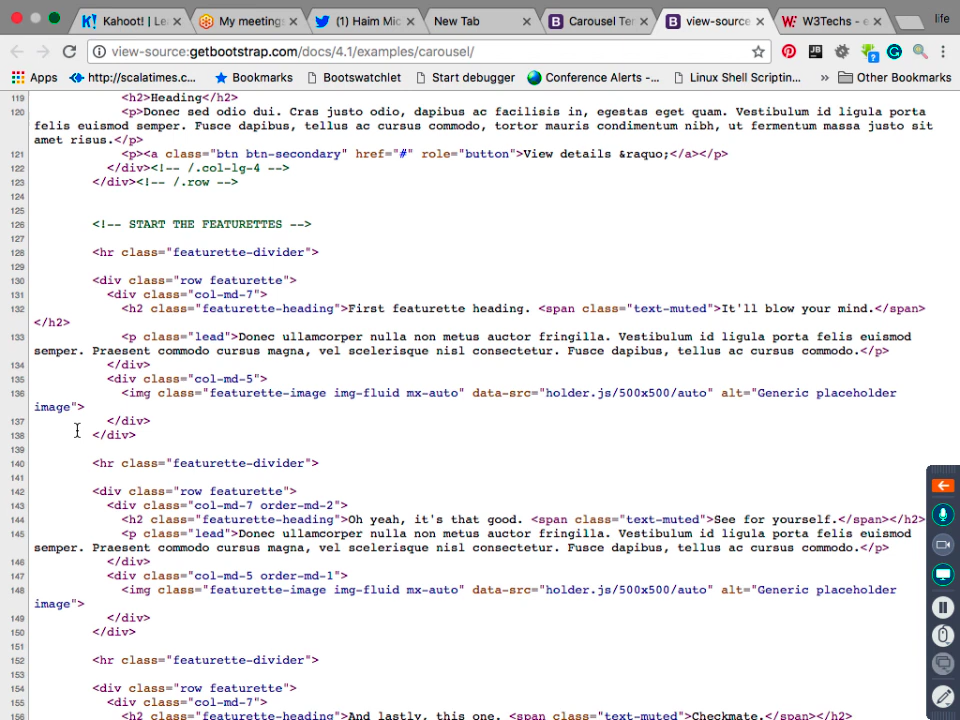 Kahoot! | Le
My meeting
(1) Haim Mic
New Tab
Carousel Te
view-source
W3Techs - e
life
view-source:getbootstrap.com/docs/4.1/examples/carousel/
Apps
http://scalatimes.c...
Bookmarks
Bootswatchlet
Start debugger
Conference Alerts -...
Linux Shell Scriptin...
»
Other Bookmarks
119 <h2>Heading</h2>
120 <p>Donec sed odio dui. Cras justo odio, dapibus ac facilisis in, egestas eget quam. Vestibulum id ligula porta
felis euismod semper. Fusce dapibus, tellus ac cursus commodo, tortor mauris condimentum nibh, ut fermentum massa justo sit
amet risus.</p>
121 <p><a class="btn btn-secondary" href="#" role="button">View details &raquo;</a></p>
122 </div><!-- /.col-lg-4 -->
123 </div><!-- /.row -->
124
125
126 <!-- START THE FEATURETTES -->
127
128 <hr class="featurette-divider">
129
130 <div class="row featurette">
131 <div class="col-md-7">
132 <h2 class="featurette-heading">First featurette heading. <span class="text-muted">It'll blow your mind.</span>
</h2>
133 <p class="lead">Donec ullamcorper nulla non metus auctor fringilla. Vestibulum id ligula porta felis euismod
semper. Praesent commodo cursus magna, vel scelerisque nisl consectetur. Fusce dapibus, tellus ac cursus commodo.</p>
134 </div>
135 <div class="col-md-5">
136 <img class="featurette-image img-fluid mx-auto" data-src="holder.js/500x500/auto" alt="Generic placeholder
image">
137 </div>
138 </div>
139
140 <hr class="featurette-divider">
141
142 <div class="row featurette">
143 <div class="col-md-7 order-md-2">
144 <h2 class="featurette-heading">Oh yeah, it's that good. <span class="text-muted">See for yourself.</span></h2>
145 <p class="lead">Donec ullamcorper nulla non metus auctor fringilla. Vestibulum id ligula porta felis euismod
semper. Praesent commodo cursus magna, vel scelerisque nisl consectetur. Fusce dapibus, tellus ac cursus commodo.</p>
146 </div>
147 <div class="col-md-5 order-md-1">
148 <img class="featurette-image img-fluid mx-auto" data-src="holder.js/500x500/auto" alt="Generic placeholder
image">
149 </div>
150 </div>
151
152 <hr class="featurette-divider">
153
154 <div class="row featurette">
155 <div class="col-md-7">
156 <h2 class="featurette-heading">And lastly, this one. <span class="text-muted">Checkmate.</span></h2>